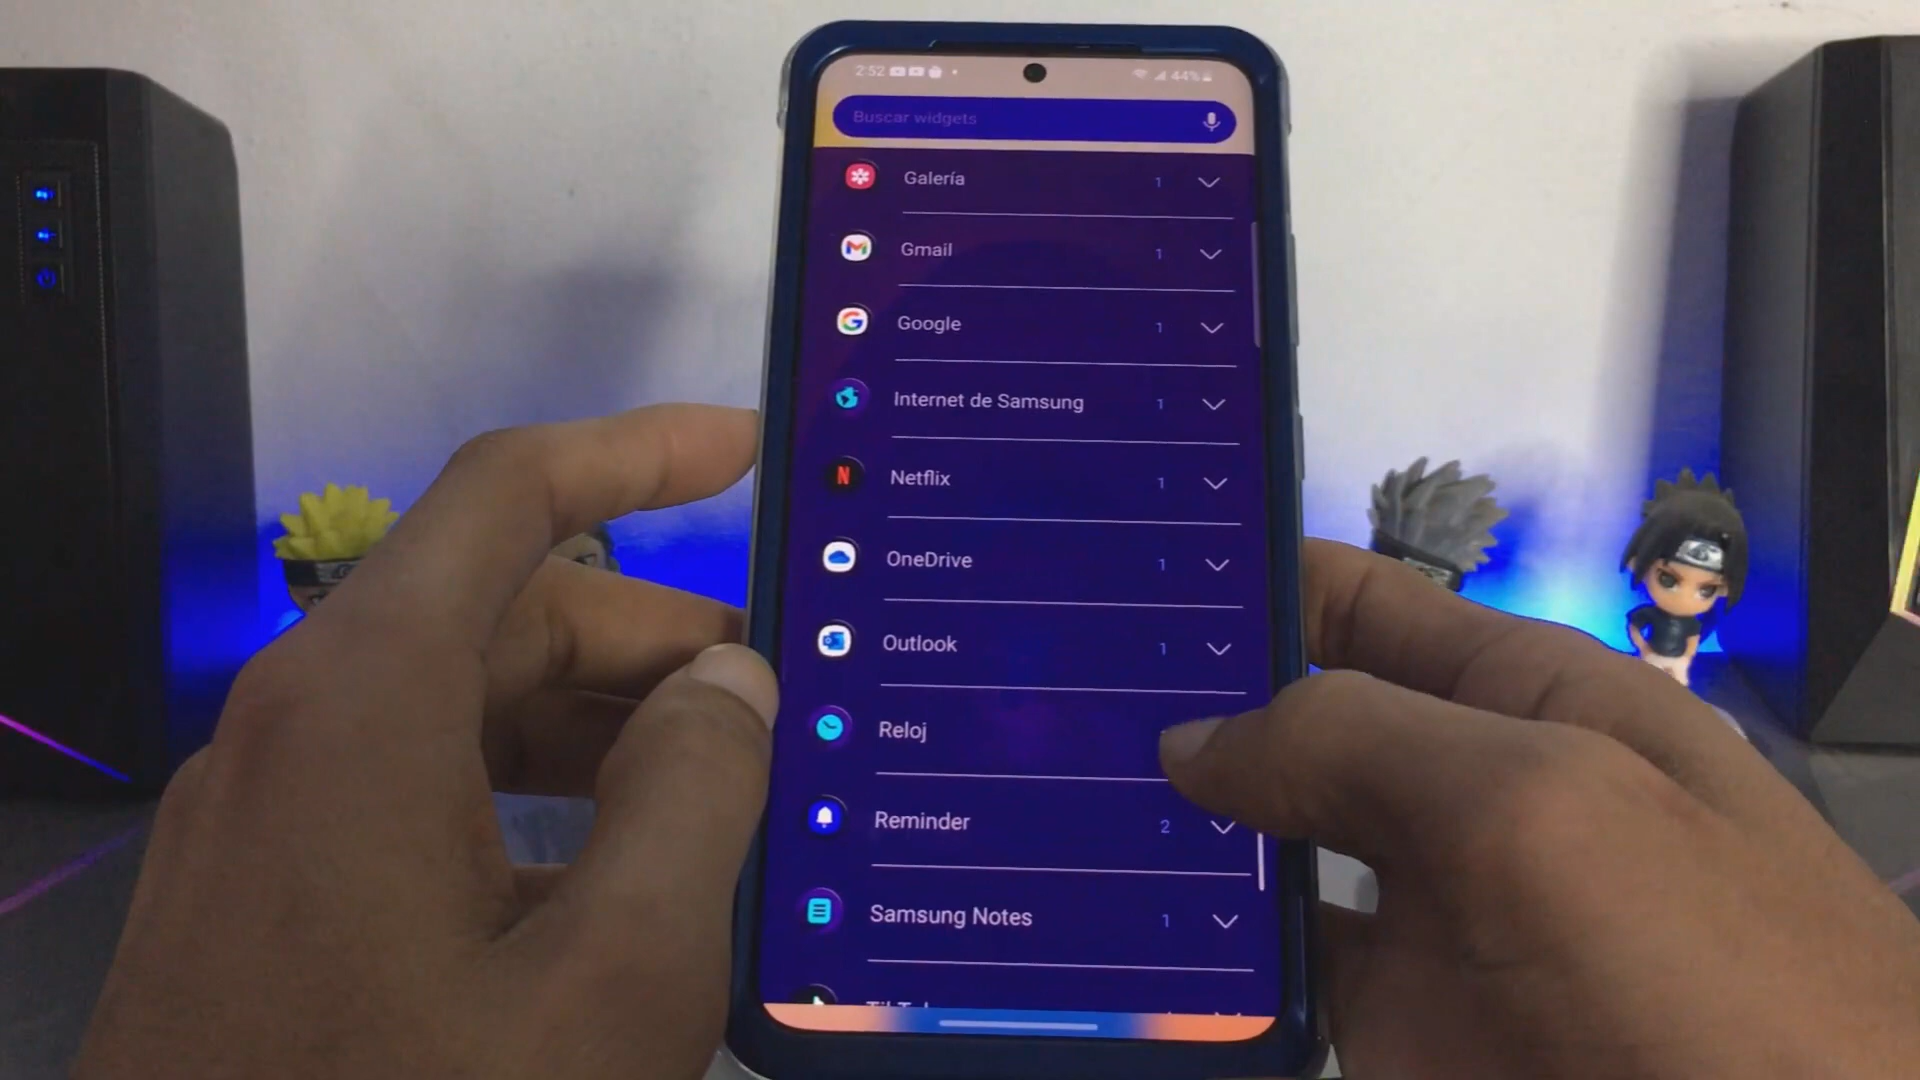 2:52
44%
Buscar widgets
Galería 1
Gmail 1
Google 1
Internet de Samsung 1
Netflix 1
OneDrive 1
Outlook 1
Reloj
Reminder 2
Samsung Notes 1